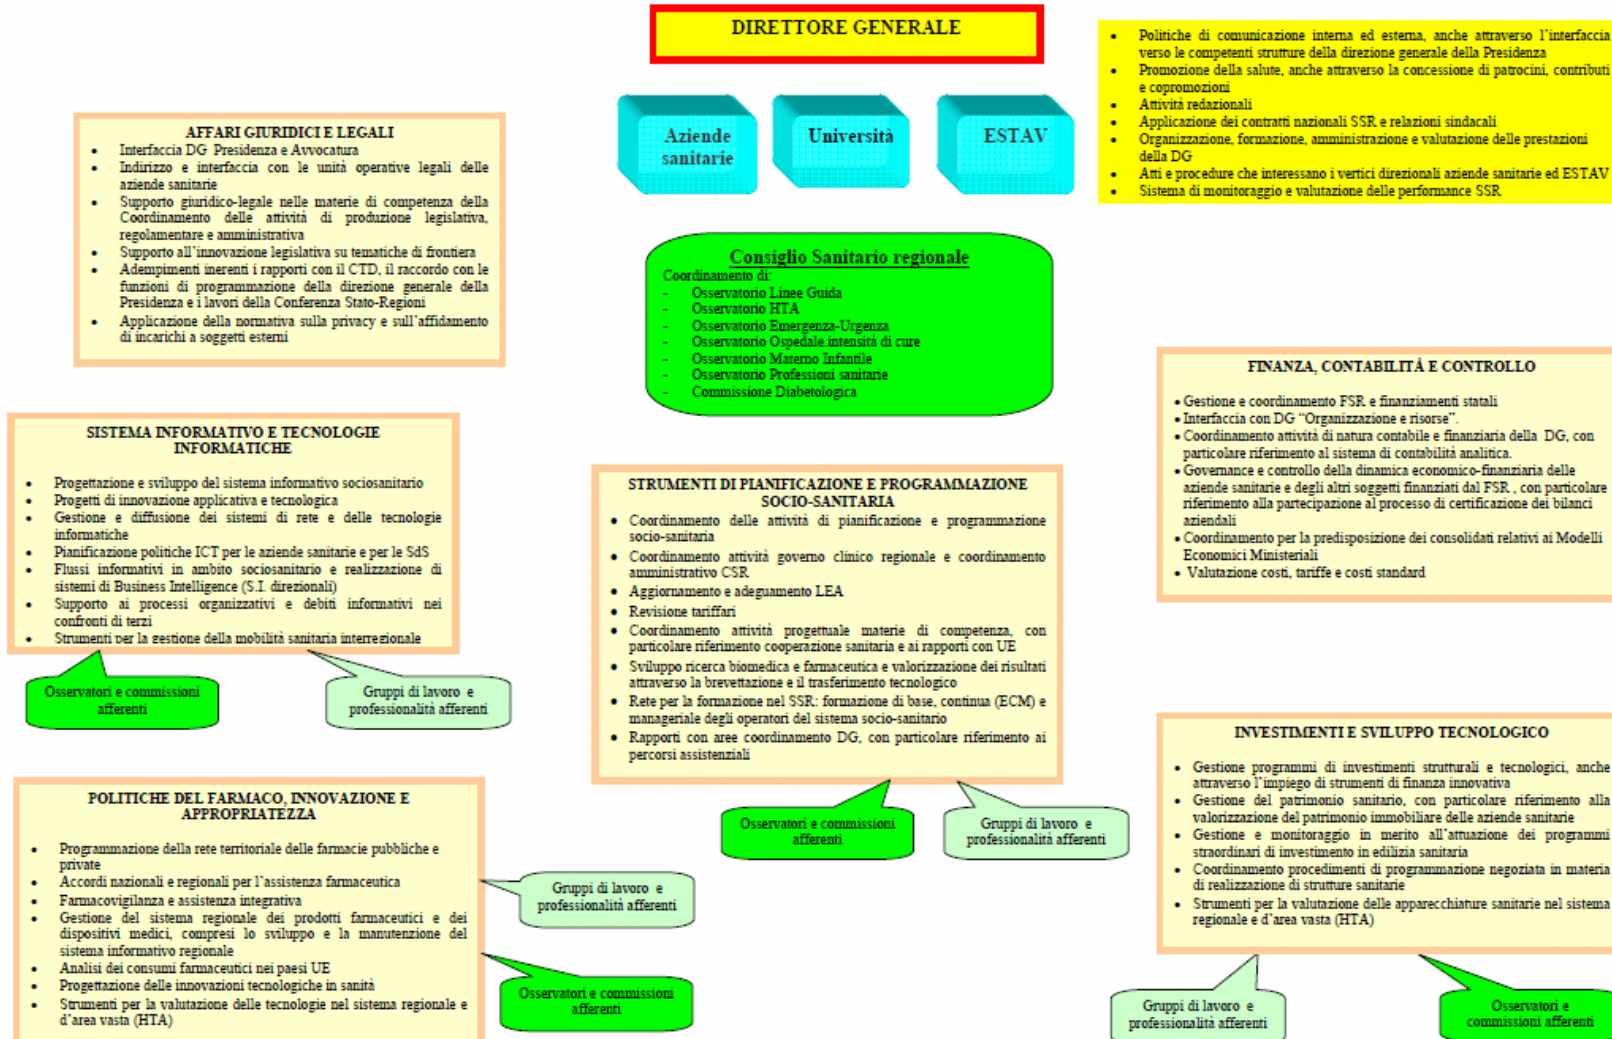 DIRETTORE GENERALE
Aziende
sanitarie
Università
ESTAV
• Politiche di comunicazione interna ed esterna, anche attraverso l'interfaccia
verso le competenti strutture della direzione generale della Presidenza
• Promozione della salute, anche attraverso la concessione di patrocini, contributi
e copromozioni
• Attività redazionali
• Applicazione dei contratti nazionali SSR e relazioni sindacali
• Organizzazione, formazione, amministrazione e valutazione delle prestazioni
della DG
• Atti e procedure che interessano i vertici direzionali aziende sanitarie ed ESTAV
• Sistema di monitoraggio e valutazione delle performance SSR
AFFARI GIURIDICI E LEGALI
• Interfaccia DG Presidenza e Avvocatura
• Indirizzo e interfaccia con le unità operative legali delle
aziende sanitarie
• Supporto giuridico-legale nelle materie di competenza della
Coordinamento delle attività di produzione legislativa,
regolamentare e amministrativa
• Supporto all'innovazione legislativa su tematiche di frontiera
• Adempimenti inerenti i rapporti con il CTD, il raccordo con le
funzioni di programmazione della direzione generale della
Presidenza e i lavori della Conferenza Stato-Regioni
• Applicazione della normativa sulla privacy e sull'affidamento
di incarichi a soggetti esterni
Consiglio Sanitario regionale
Coordinamento di:
- Osservatorio Linee Guida
- Osservatorio HTA
- Osservatorio Emergenza-Urgenza
- Osservatorio Ospedale intensità di cure
- Osservatorio Materno Infantile
- Osservatorio Professioni sanitarie
- Commissione Diabetologica
FINANZA, CONTABILITÀ E CONTROLLO
• Gestione e coordinamento FSR e finanziamenti statali
• Interfaccia con DG "Organizzazione e risorse".
• Coordinamento attività di natura contabile e finanziaria della DG, con
particolare riferimento al sistema di contabilità analitica.
• Governance e controllo della dinamica economico-finanziaria delle
aziende sanitarie e degli altri soggetti finanziati dal FSR , con particolare
riferimento alla partecipazione al processo di certificazione dei bilanci
aziendali
• Coordinamento per la predisposizione dei consolidati relativi ai Modelli
Economici Ministeriali
• Valutazione costi, tariffe e costi standard
SISTEMA INFORMATIVO E TECNOLOGIE
INFORMATICHE
• Progettazione e sviluppo del sistema informativo sociosanitario
• Progetti di innovazione applicativa e tecnologica
• Gestione e diffusione dei sistemi di rete e delle tecnologie
informatiche
• Pianificazione politiche ICT per le aziende sanitarie e per le SdS
• Flussi informativi in ambito sociosanitario e realizzazione di
sistemi di Business Intelligence (S.I. direzionali)
• Supporto ai processi organizzativi e debiti informativi nei
confronti di terzi
• Strumenti per la gestione della mobilità sanitaria interregionale
Osservatori e commissioni
afferenti
Gruppi di lavoro e
professionalità afferenti
STRUMENTI DI PIANIFICAZIONE E PROGRAMMAZIONE
SOCIO-SANITARIA
• Coordinamento delle attività di pianificazione e programmazione
socio-sanitaria
• Coordinamento attività governo clinico regionale e coordinamento
amministrativo CSR
• Aggiornamento e adeguamento LEA
• Revisione tariffari
• Coordinamento attività progettuale materie di competenza, con
particolare riferimento cooperazione sanitaria e ai rapporti con UE
• Sviluppo ricerca biomedica e farmaceutica e valorizzazione dei risultati
attraverso la brevettazione e il trasferimento tecnologico
• Rete per la formazione nel SSR: formazione di base, continua (ECM) e
manageriale degli operatori del sistema socio-sanitario
• Rapporti con aree coordinamento DG, con particolare riferimento ai
percorsi assistenziali
Osservatori e commissioni
afferenti
Gruppi di lavoro e
professionalità afferenti
INVESTIMENTI E SVILUPPO TECNOLOGICO
• Gestione programmi di investimenti strutturali e tecnologici, anche
attraverso l'impiego di strumenti di finanza innovativa
• Gestione del patrimonio sanitario, con particolare riferimento alla
valorizzazione del patrimonio immobiliare delle aziende sanitarie
• Gestione e monitoraggio in merito all'attuazione dei programmi
straordinari di investimento in edilizia sanitaria
• Coordinamento procedimenti di programmazione negoziata in materia
di realizzazione di strutture sanitarie
• Strumenti per la valutazione delle apparecchiature sanitarie nel sistema
regionale e d'area vasta (HTA)
Gruppi di lavoro e
professionalità afferenti
Osservatori e
commissioni afferenti
POLITICHE DEL FARMACO, INNOVAZIONE E
APPROPRIATEZZA
• Programmazione della rete territoriale delle farmacie pubbliche e
private
• Accordi nazionali e regionali per l'assistenza farmaceutica
• Farmacovigilanza e assistenza integrativa
• Gestione del sistema regionale dei prodotti farmaceutici e dei
dispositivi medici, compresi lo sviluppo e la manutenzione del
sistema informativo regionale
• Analisi dei consumi farmaceutici nei paesi UE
• Progettazione delle innovazioni tecnologiche in sanità
• Strumenti per la valutazione delle tecnologie nel sistema regionale e
d'area vasta (HTA)
Gruppi di lavoro e
professionalità afferenti
Osservatori e commissioni
afferenti